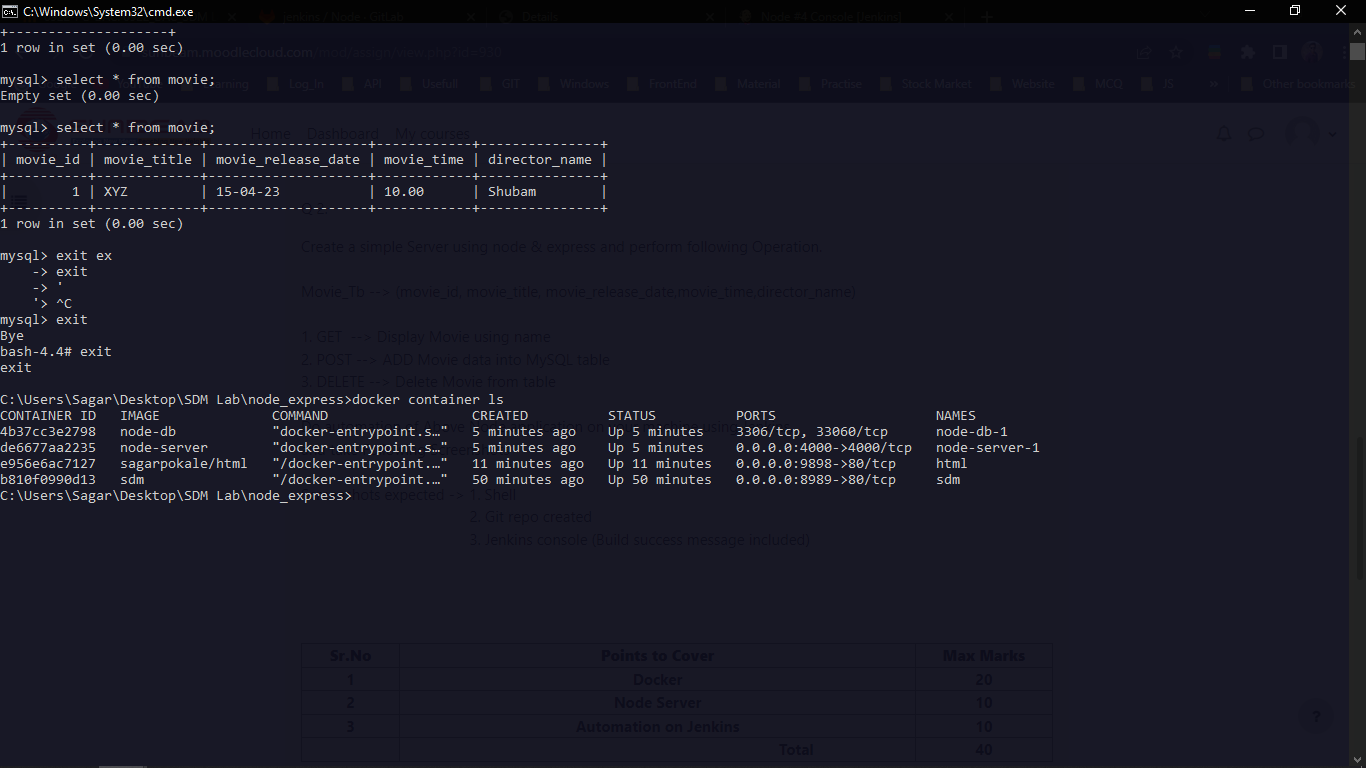 C:\Windows\System32\cmd.exe
+--------------------+
1 row in set (0.00 sec)
mysql> select * from movie;
Empty set (0.00 sec)
mysql> select * from movie;
Home Dashboard My courses
+----------+-------------+--------------------+------------+---------------+
| movie_id | movie_title | movie_release_date | movie_time | director_name |
+----------+-------------+--------------------+------------+---------------+
|        1 | XYZ         | 15-04-23           | 10.00      | Shubam        |
+----------+-------------+--------------------+------------+---------------+
1 row in set (0.00 sec)
Create a simple Server using node & express and perform following Operation.
mysql> exit ex
    -> exit
    -> '
    '> ^C
Movie_Tb --> (movie_id, movie_title, movie_release_date,movie_time,director_name)
mysql> exit
Bye
1. GET --> Display Movie using name
bash-4.4# exit
2. POST --> ADD Movie data into MySQL table
exit
3. DELETE --> Delete Movie from table
C:\Users\Sagar\Desktop\SDM Lab\node_express>docker container ls
CONTAINER ID   IMAGE              COMMAND                  CREATED          STATUS          PORTS                    NAMES
4b37cc3e2798   node-db            "docker-entrypoint.s…"   5 minutes ago    Up 5 minutes    3306/tcp, 33060/tcp      node-db-1
de6677aa2235   node-server        "docker-entrypoint.s…"   5 minutes ago    Up 5 minutes    0.0.0.0:4000->4000/tcp   node-server-1
e956e6ac7127   sagarpokale/html   "/docker-entrypoint.…"   11 minutes ago   Up 11 minutes   0.0.0.0:9898->80/tcp     html
b810f0990d13   sdm                "/docker-entrypoint.…"   50 minutes ago   Up 50 minutes   0.0.0.0:8989->80/tcp     sdm
C:\Users\Sagar\Desktop\SDM Lab\node_express>
expected -> 1. Shell
2. Git repo created
3. Jenkins console (Build success message included)
Sr.No Points to Cover Max Marks
1 Docker 20
2 Node Server 10
3 Automation on Jenkins 10
Total 40